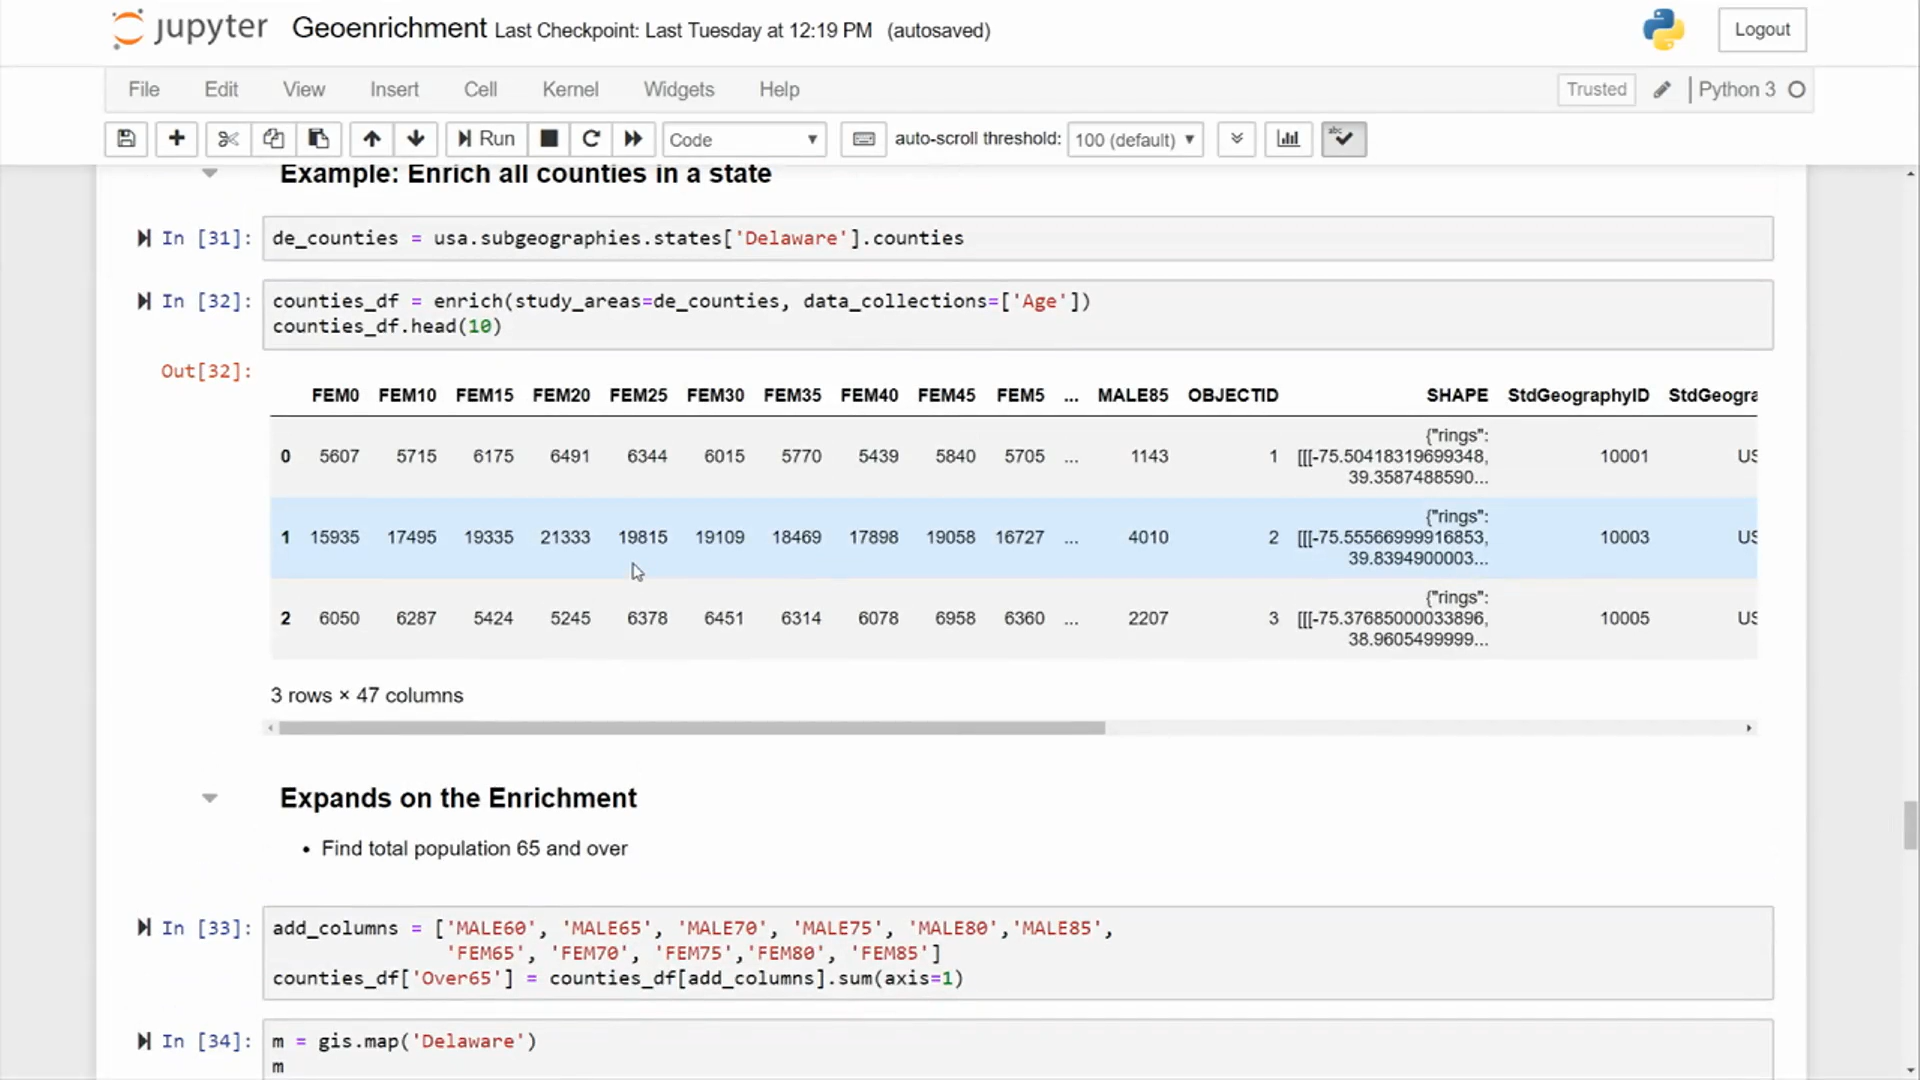 jupyter Geoenrichment Last Checkpoint: Last Tuesday at 12:19 PM (autosaved) Logout
File Edit View Insert Cell Kernel Widgets Help Trusted Python 3
Run Code auto-scroll threshold: 100 (default)
Example: Enrich all counties in a state
In [31]: de_counties = usa.subgeographies.states['Delaware'].counties
In [32]: counties_df = enrich(study_areas=de_counties, data_collections=['Age'])
counties_df.head(10)
Out[32]:
FEM0 FEM10 FEM15 FEM20 FEM25 FEM30 FEM35 FEM40 FEM45 FEM5 ... MALE85 OBJECTID SHAPE StdGeographyID StdGeogra
{"rings":
0 5607 5715 6175 6491 6344 6015 5770 5439 5840 5705 ... 1143 1 [[[-75.50418319699348, 10001 US
39.3587488590...
{"rings":
1 15935 17495 19335 21333 19815 19109 18469 17898 19058 16727 ... 4010 2 [[[-75.55566999916853, 10003 US
39.8394900003...
{"rings":
2 6050 6287 5424 5245 6378 6451 6314 6078 6958 6360 ... 2207 3 [[[-75.37685000033896, 10005 US
38.9605499999...
3 rows × 47 columns
Expands on the Enrichment
• Find total population 65 and over
In [33]: add_columns = ['MALE60', 'MALE65', 'MALE70', 'MALE75', 'MALE80','MALE85',
'FEM65', 'FEM70', 'FEM75','FEM80', 'FEM85']
counties_df['Over65'] = counties_df[add_columns].sum(axis=1)
In [34]: m = gis.map('Delaware')
m